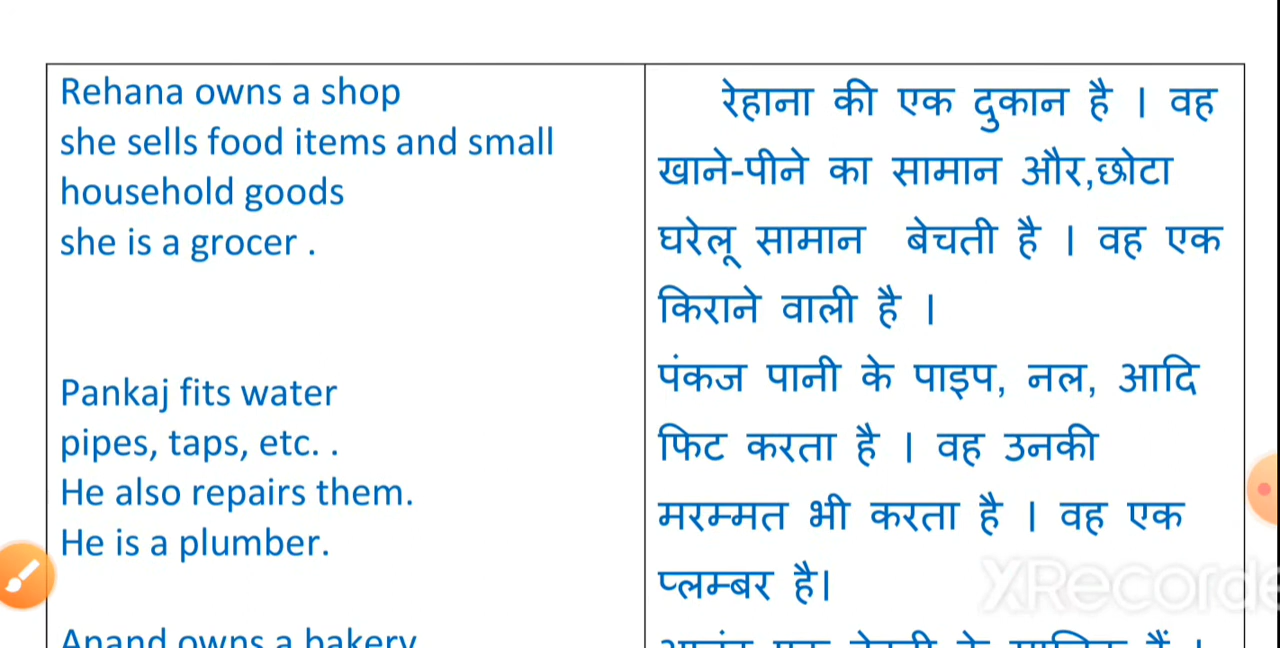 Rehana owns a shop
she sells food items and small
household goods
she is a grocer .
Pankaj fits water
pipes, taps, etc. .
He also repairs them.
He is a plumber.
Anand owns a bakery
रेहाना की एक दुकान है । वह
खाने-पीने का सामान और,छोटा
घरेलू सामान बेचती है । वह एक
किराने वाली है ।
पंकज पानी के पाइप, नल, आदि
फिट करता है । वह उनकी
मरम्मत भी करता है । वह एक
प्लम्बर है।
XRecorde